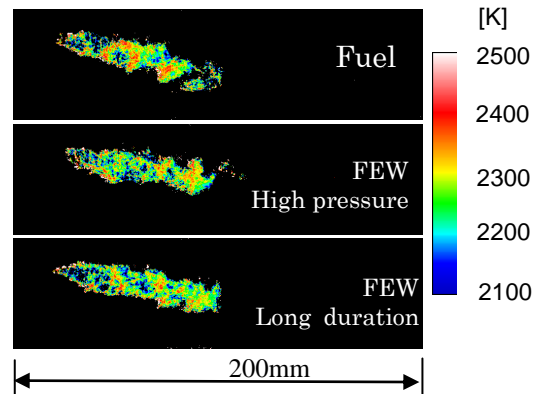 [K]
Fuel
2500
2400
FEW
High pressure
2300
2200
FEW
Long duration
2100
200mm